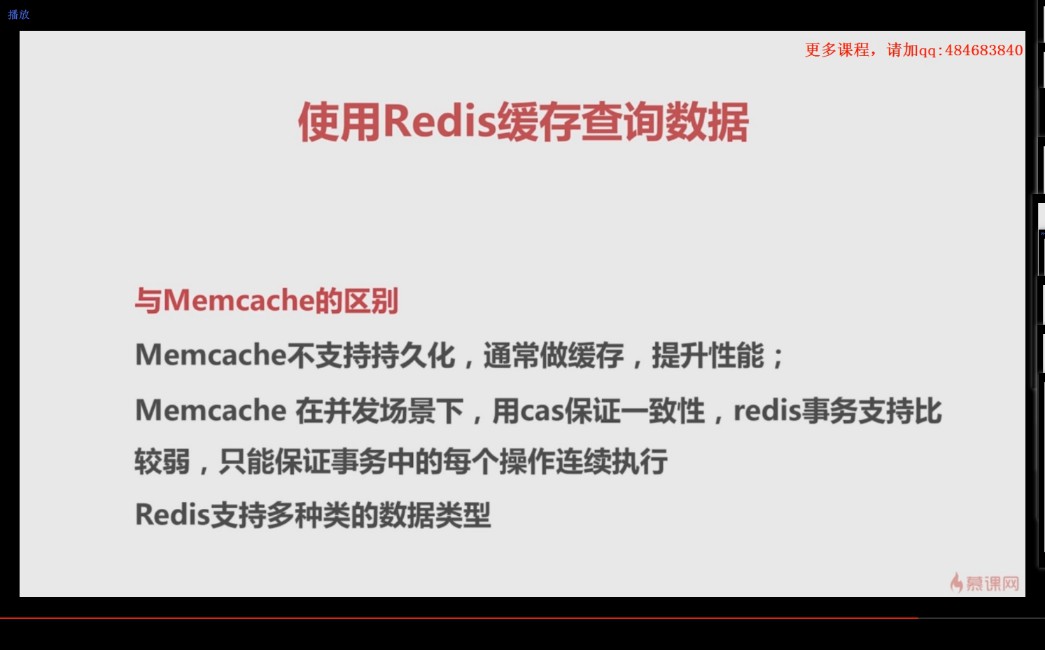 播放
更多课程，请加qq:484683840
使用Redis缓存查询数据
与Memcache的区别
Memcache不支持持久化，通常做缓存，提升性能；
Memcache 在并发场景下，用cas保证一致性，redis事务支持比
较弱，只能保证事务中的每个操作连续执行
Redis支持多种类的数据类型
慕课网